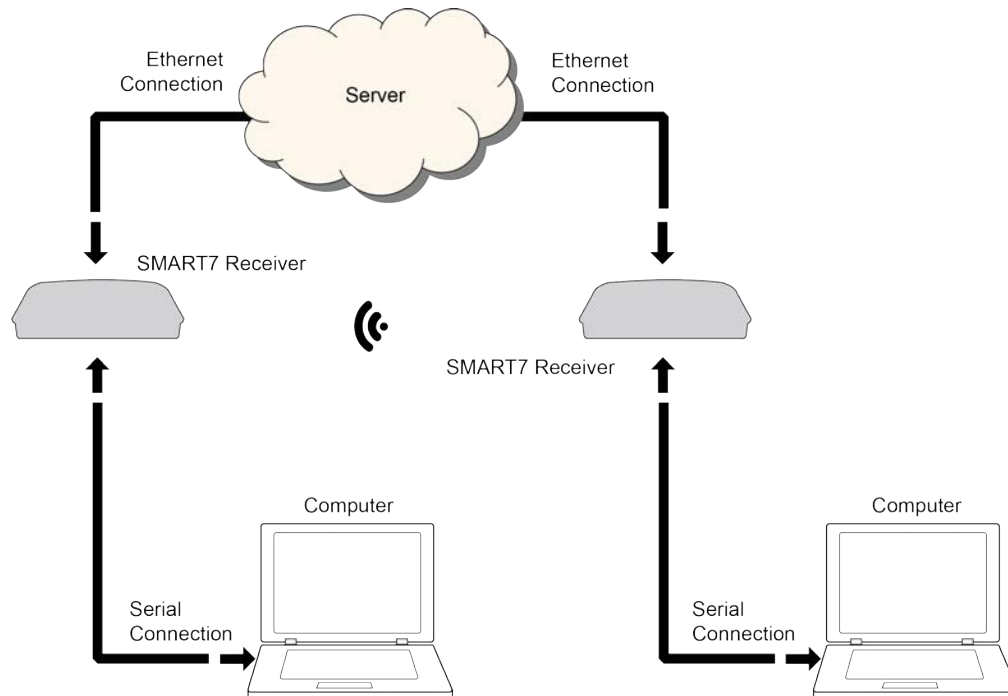 Ethernet
Connection
Server
Ethernet
Connection
SMART7 Receiver
SMART7 Receiver
Computer
Computer
Serial
Connection
Serial
Connection